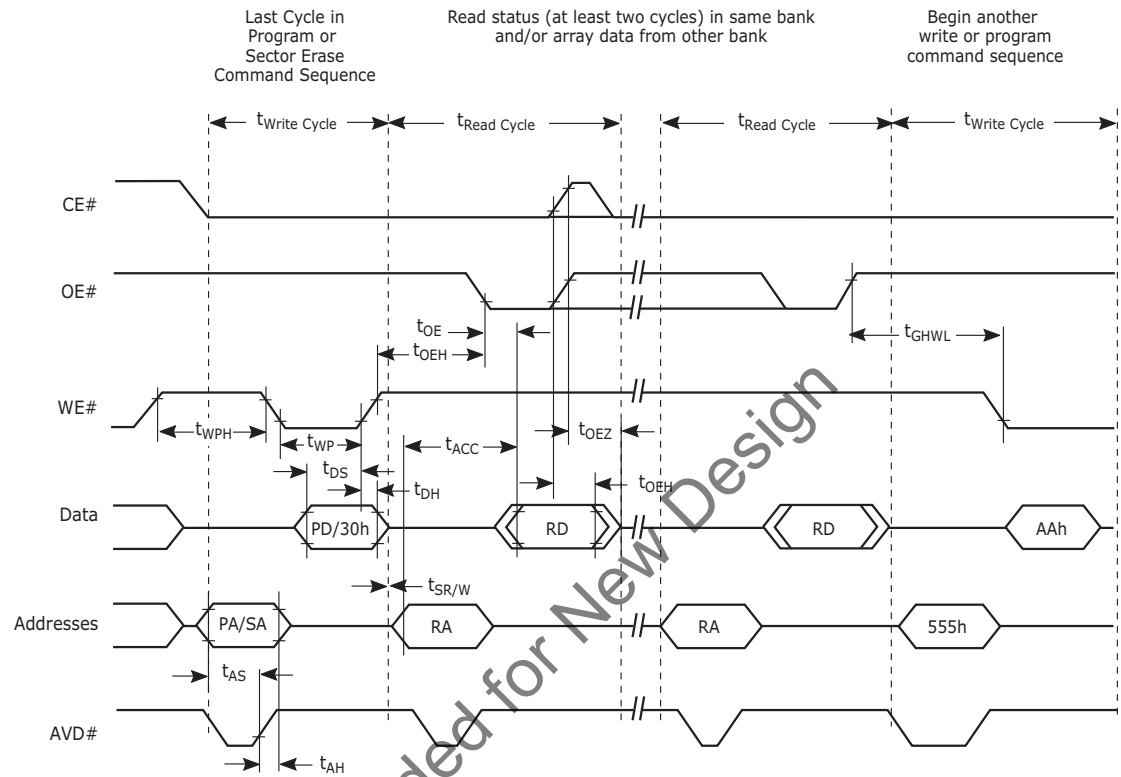 Last Cycle in
Program or
Sector Erase
Command Sequence
Read status (at least two cycles) in same bank
and/or array data from other bank
Begin another
write or program
command sequence
tWrite Cycle
tRead Cycle
tRead Cycle
tWrite Cycle
CE#
OE#
tOE
tOEH
tGHWL
WE#
tWPH
tWP
tACC
tOEZ
tDS
tDH
tOEH
Data
PD/30h
RD
RD
AAh
tSR/W
Addresses
PA/SA
RA
RA
555h
tAS
AVD#
tAH
ded for New Design